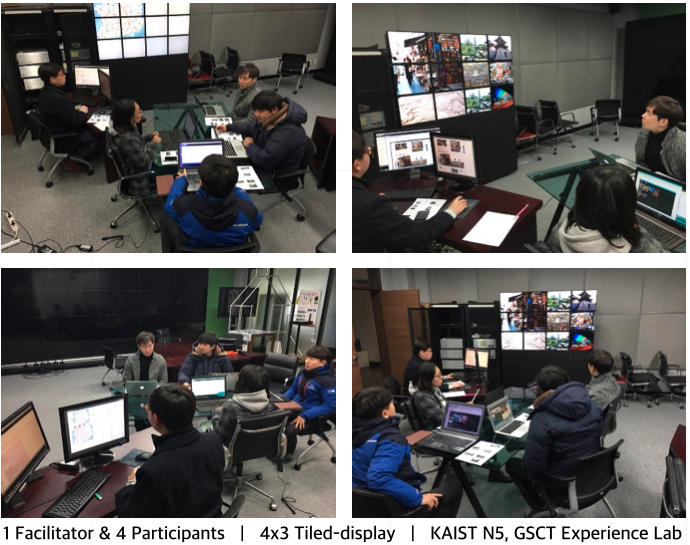 1 Facilitator & 4 Participants | 4x3 Tiled-display | KAIST N5, GSCT Experience Lab